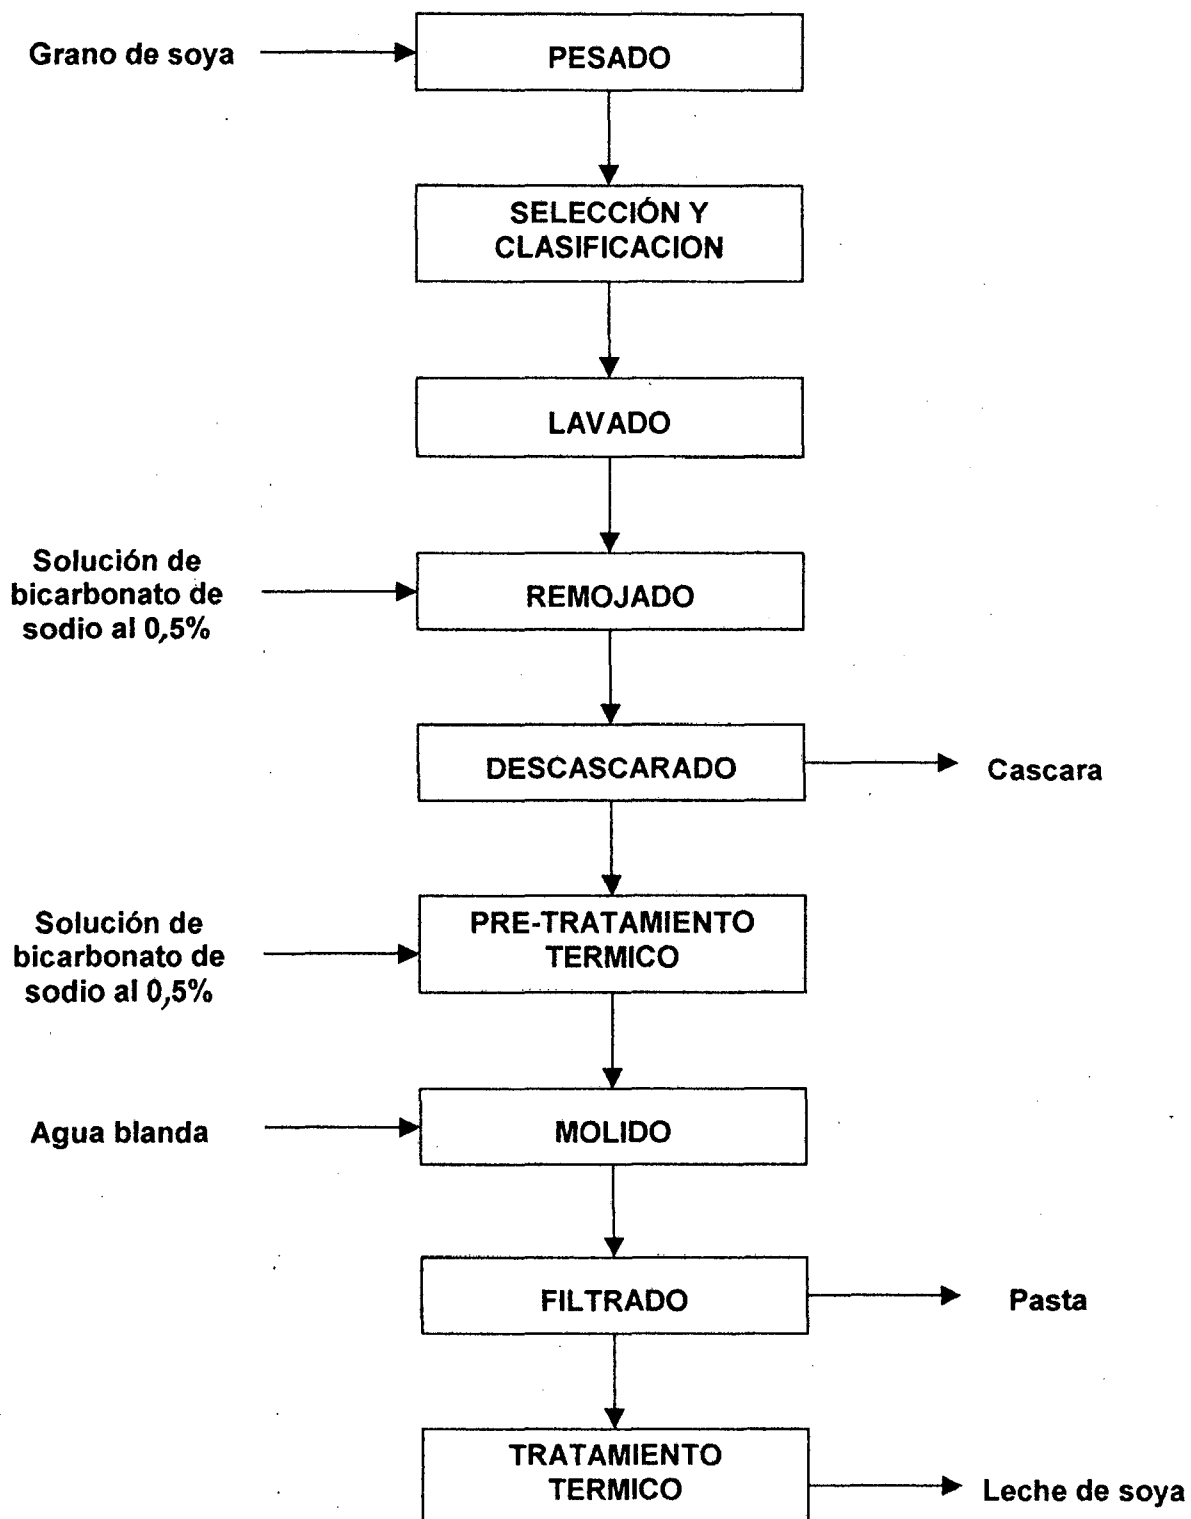 Grano de soya
PESADO
SELECCIÓN Y
CLASIFICACION
LAVADO
Solución de
bicarbonato de
sodio al 0,5%
REMOJADO
DESCASCARADO
Cascara
Solución de
bicarbonato de
sodio al 0,5%
PRE-TRATAMIENTO
TERMICO
Agua blanda
MOLIDO
FILTRADO
Pasta
TRATAMIENTO
TERMICO
Leche de soya